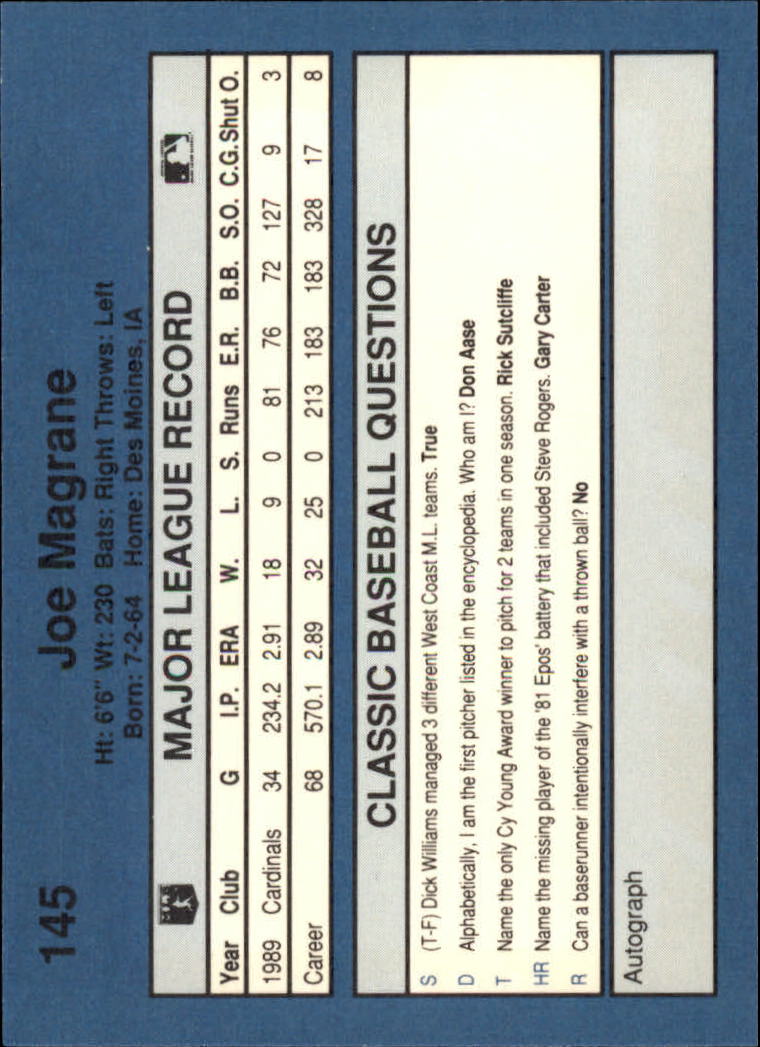 145 Joe Magrane
Ht: 6'6" Wt: 230 Bats: Right Throws: Left
Born: 7-2-64 Home: Des Moines, IA
MAJOR LEAGUE RECORD
Year Club G I.P. ERA W. L. S. Runs E.R. B.B. S.O. C.G. Shut O.
1989 Cardinals 34 234.2 2.91 18 9 0 81 76 72 127 9 3
Career 68 570.1 2.89 32 25 0 213 183 183 328 17 8
CLASSIC BASEBALL QUESTIONS
S (T-F) Dick Williams managed 3 different West Coast M.L. teams. True
D Alphabetically, I am the first pitcher listed in the encyclopedia. Who am I? Don Aase
T Name the only Cy Young Award winner to pitch for 2 teams in one season. Rick Sutcliffe
HR Name the missing player of the '81 Epos' battery that included Steve Rogers. Gary Carter
R Can a baserunner intentionally interfere with a thrown ball? No
Autograph